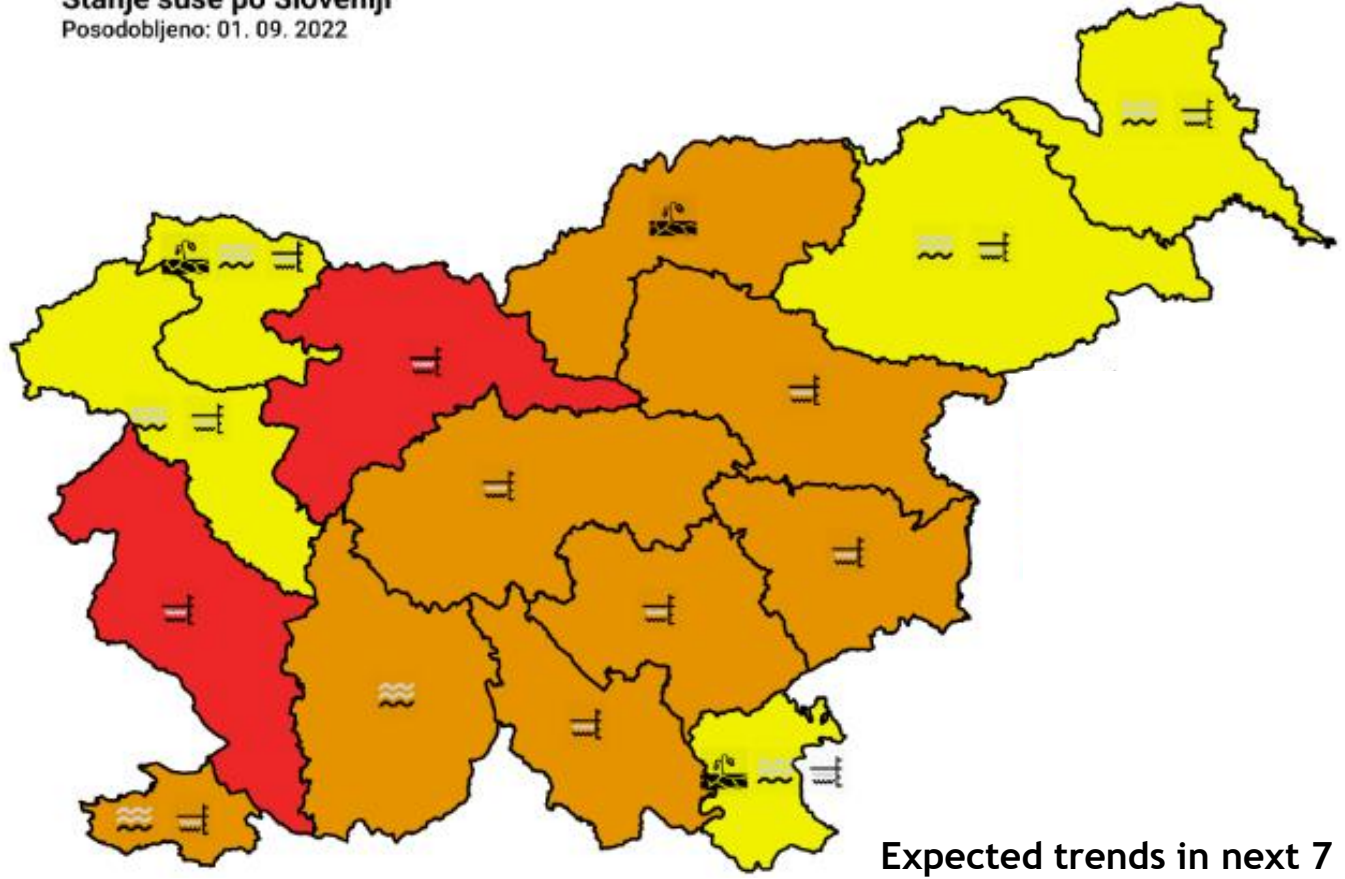 Stanje suše po Sloveniji
Posodobljeno: 01. 09. 2022
Expected trends in next 7